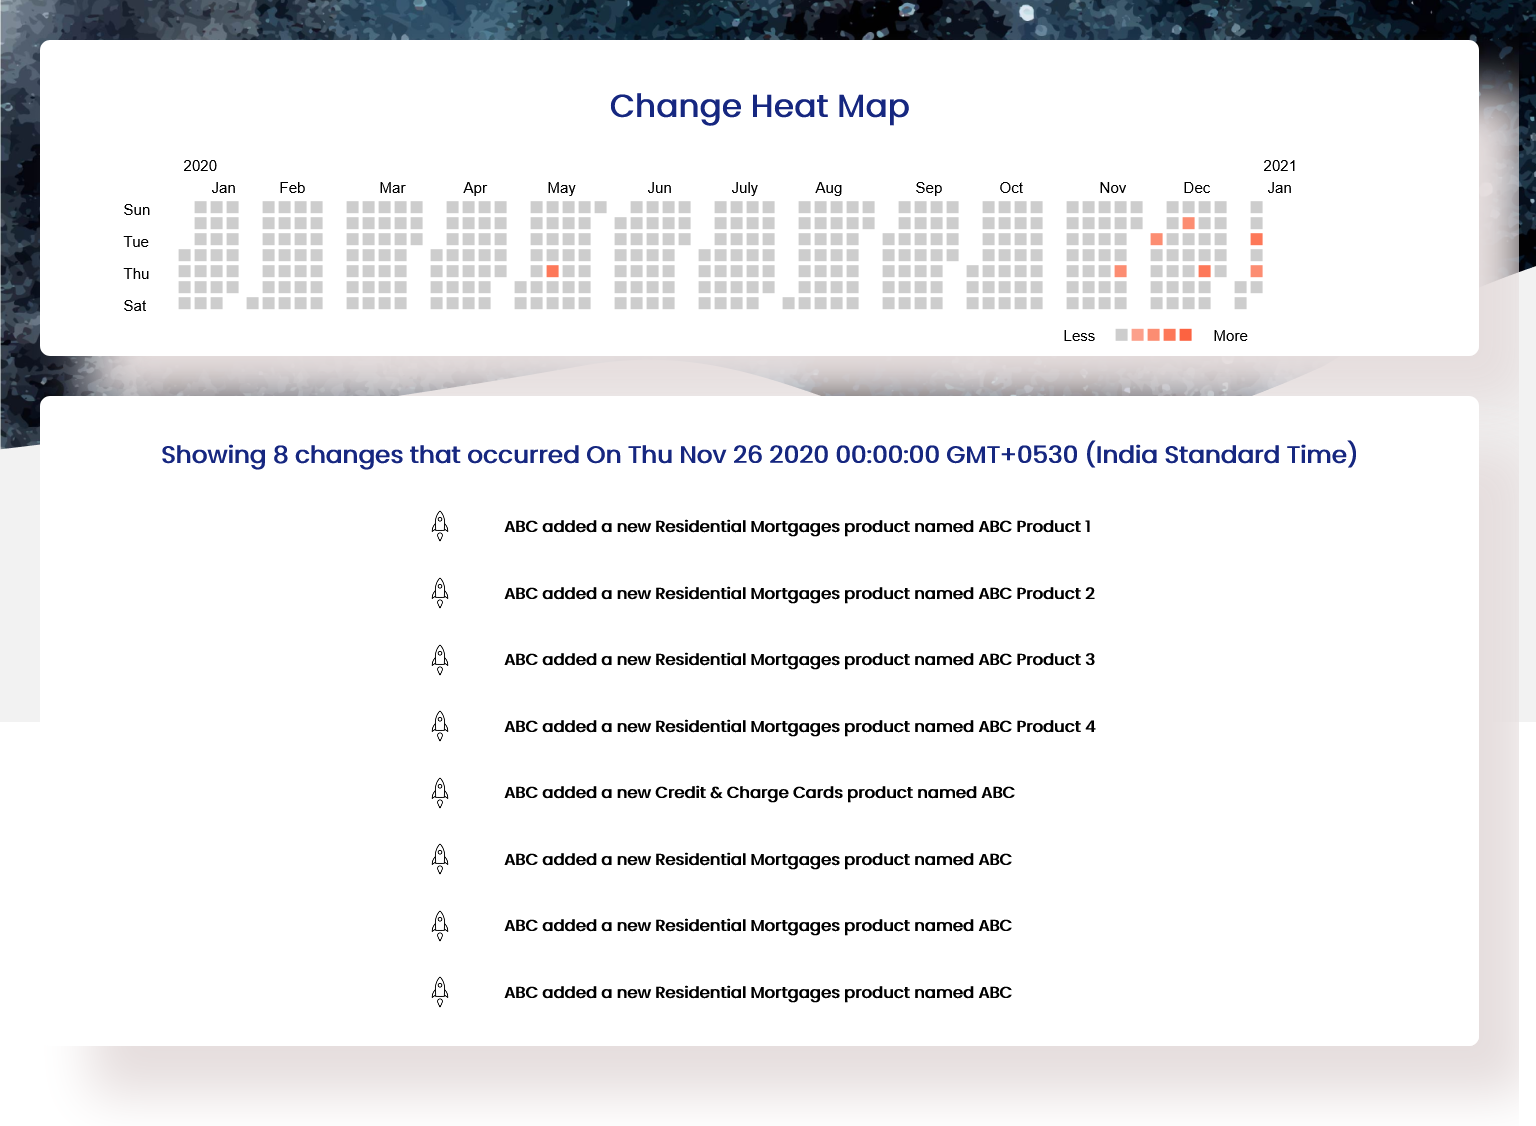 Change Heat Map
2020 2021
Jan Feb Mar Apr May Jun July Aug Sep Oct Nov Dec Jan
Sun
Tue
Thu
Sat
Less More
Showing 8 changes that occurred On Thu Nov 26 2020 00:00:00 GMT+0530 (India Standard Time)
ABC added a new Residential Mortgages product named ABC Product 1
ABC added a new Residential Mortgages product named ABC Product 2
ABC added a new Residential Mortgages product named ABC Product 3
ABC added a new Residential Mortgages product named ABC Product 4
ABC added a new Credit & Charge Cards product named ABC
ABC added a new Residential Mortgages product named ABC
ABC added a new Residential Mortgages product named ABC
ABC added a new Residential Mortgages product named ABC